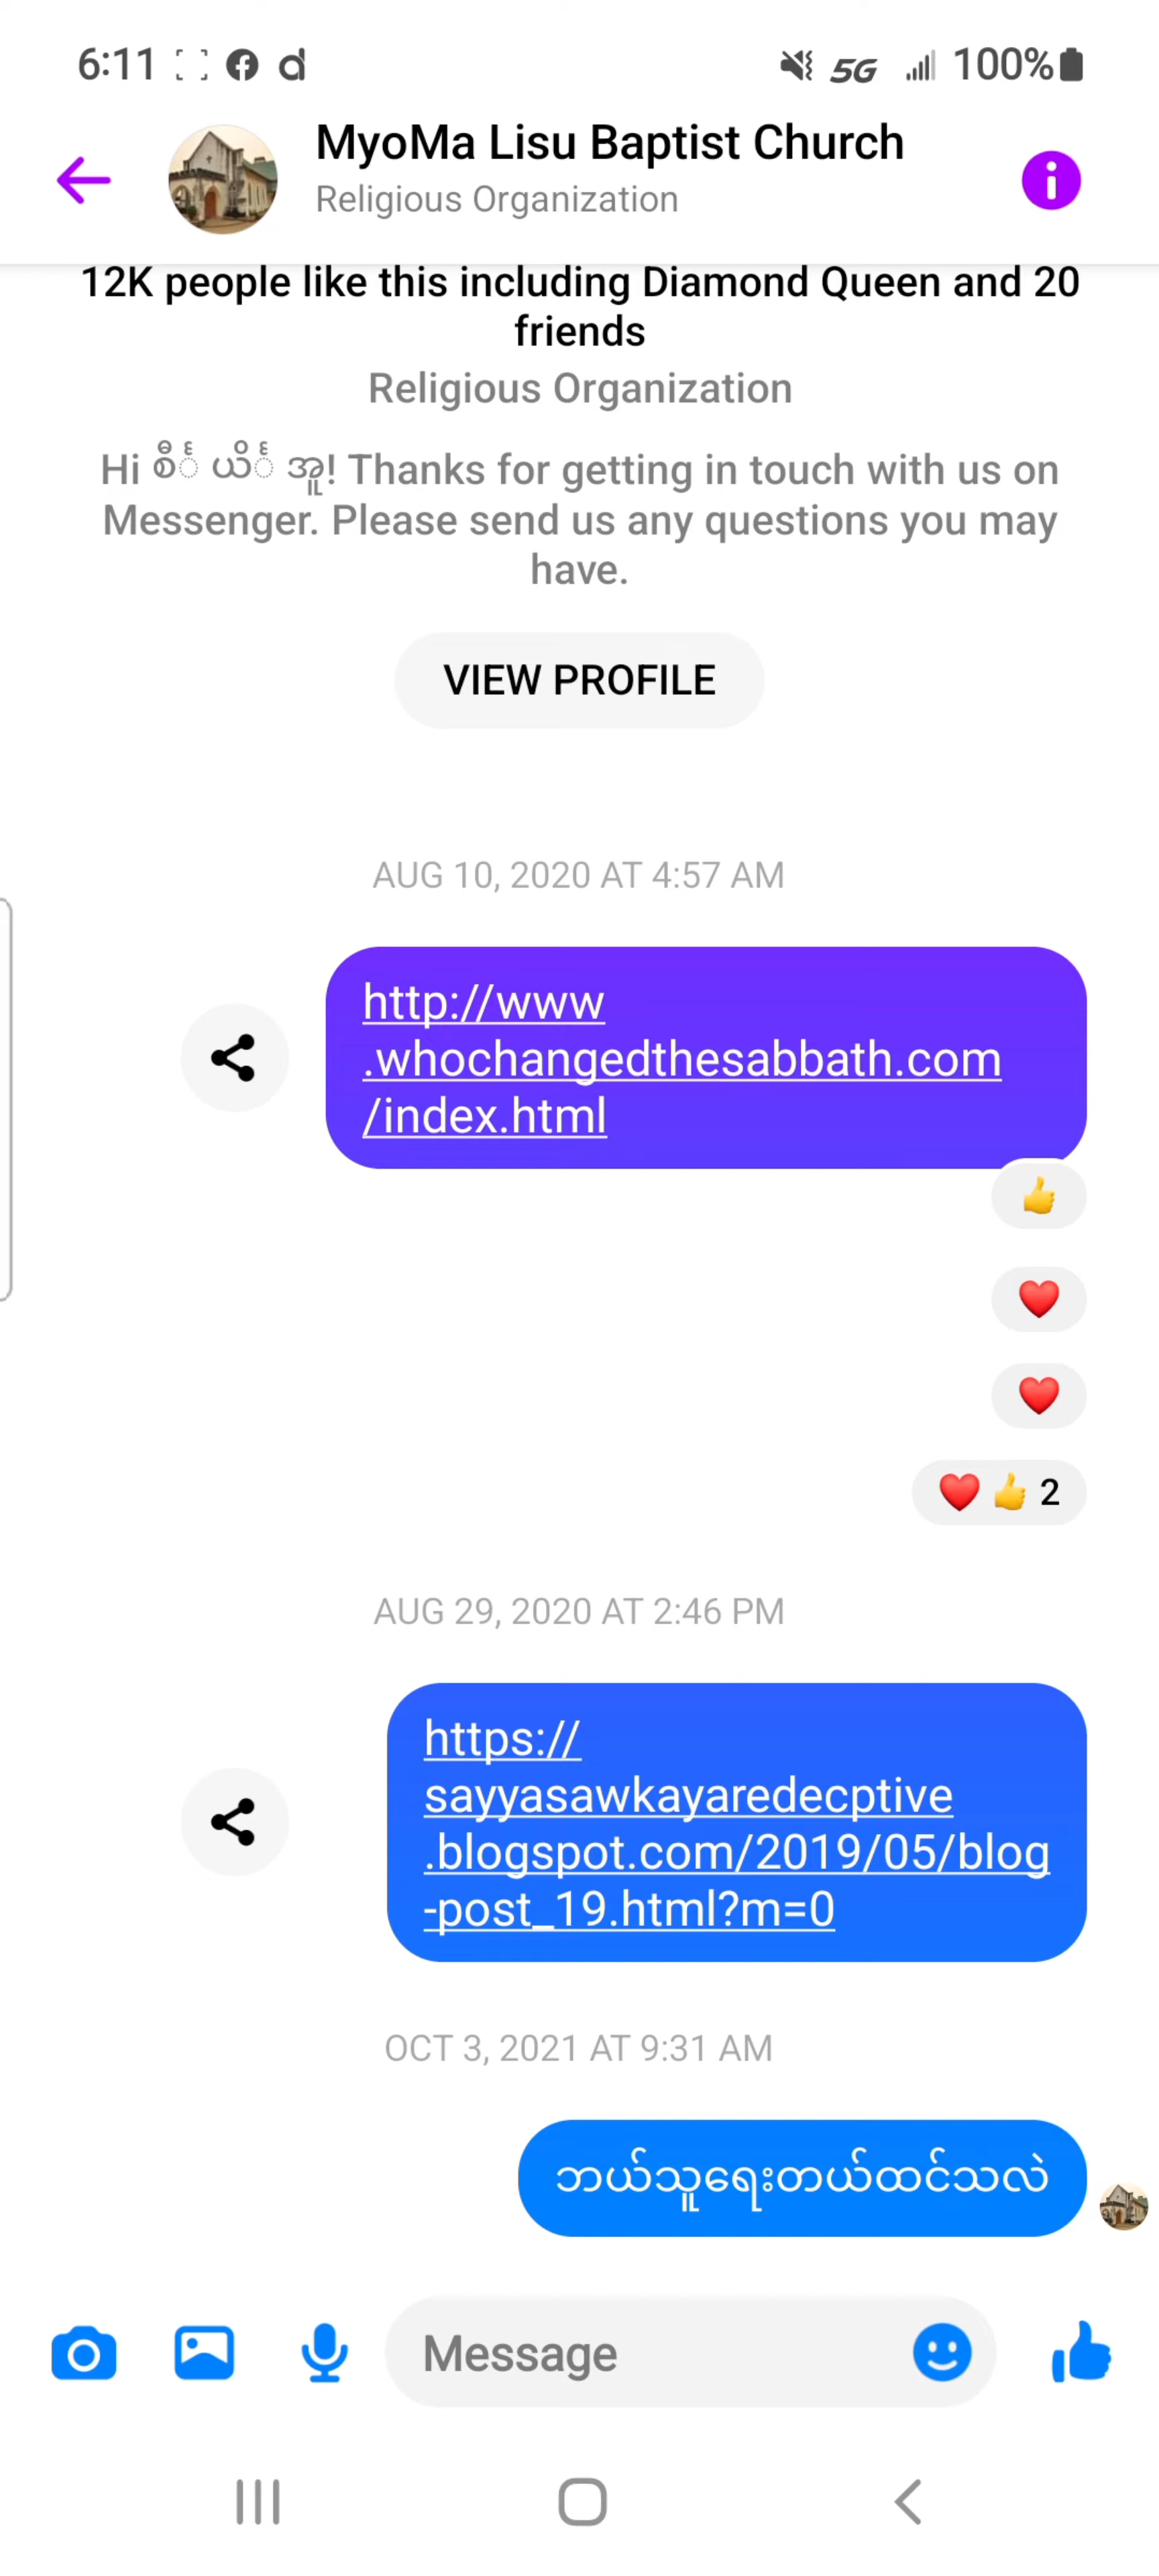 6:11
5G 100%
MyoMa Lisu Baptist Church
Religious Organization
12K people like this including Diamond Queen and 20
friends
Religious Organization
Hi စီ ်ႛ ယိ ်ႛ အူ! Thanks for getting in touch with us on
Messenger. Please send us any questions you may
have.
VIEW PROFILE
AUG 10, 2020 AT 4:57 AM
http://www
.whochangedthesabbath.com
/index.html
👍
❤️
❤️
❤️ 👍 2
AUG 29, 2020 AT 2:46 PM
https://
sayyasawkayaredecptive
.blogspot.com/2019/05/blog
-post_19.html?m=0
OCT 3, 2021 AT 9:31 AM
ဘယ်သူရေးတယ်ထင်သလဲ
Message